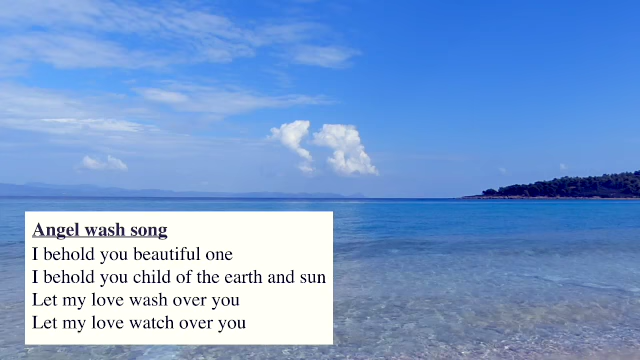 Angel wash song
I behold you beautiful one
I behold you child of the earth and sun
Let my love wash over you
Let my love watch over you